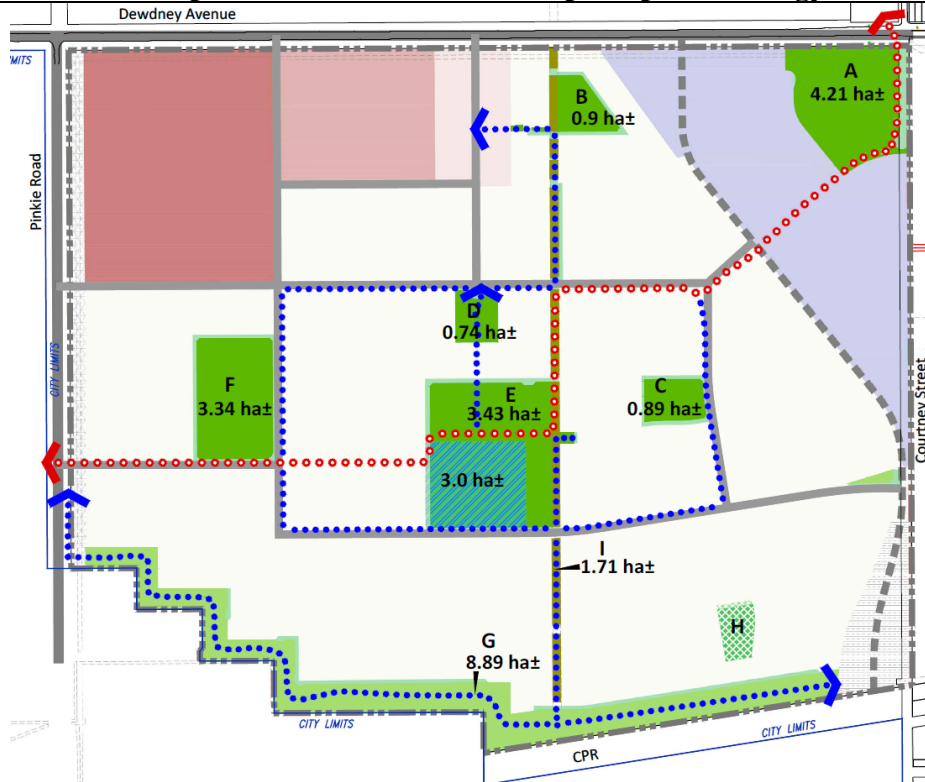 Dewdney Avenue
A
4.21 ha±
B
0.9 ha±
Pinkie Road
CITY LIMITS
D
0.74 ha±
E
3.43 ha±
C
0.89 ha±
F
3.34 ha±
3.0 ha±
Courtney Street
I
1.71 ha±
H
G
8.89 ha±
CITY LIMITS
CITY LIMITS
CPR